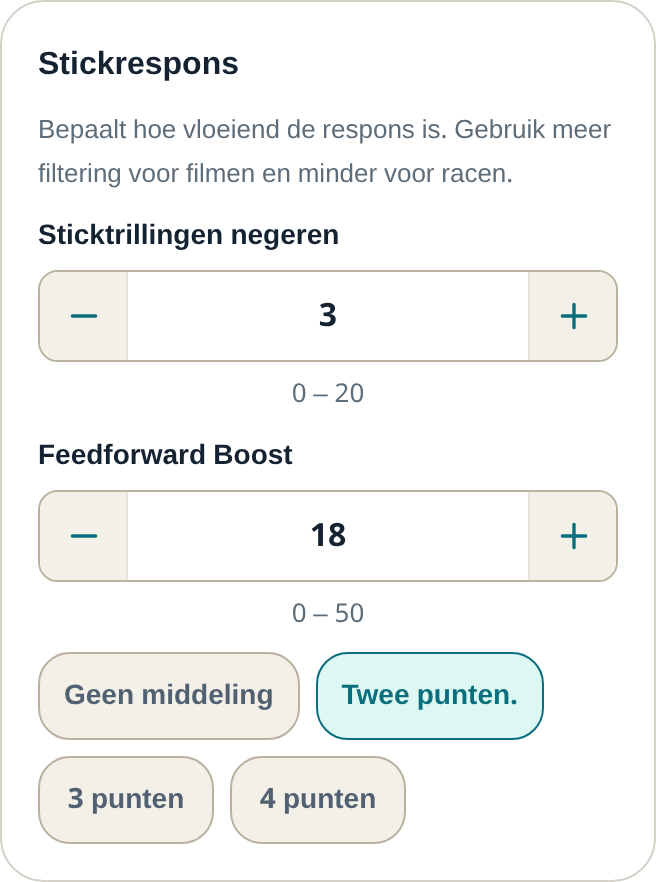 Stickrespons
Bepaalt hoe vloeiend de respons is. Gebruik meer
filtering voor filmen en minder voor racen.
Sticktrillingen negeren
− 3 +
0 – 20
Feedforward Boost
− 18 +
0 – 50
Geen middeling Twee punten.
3 punten 4 punten